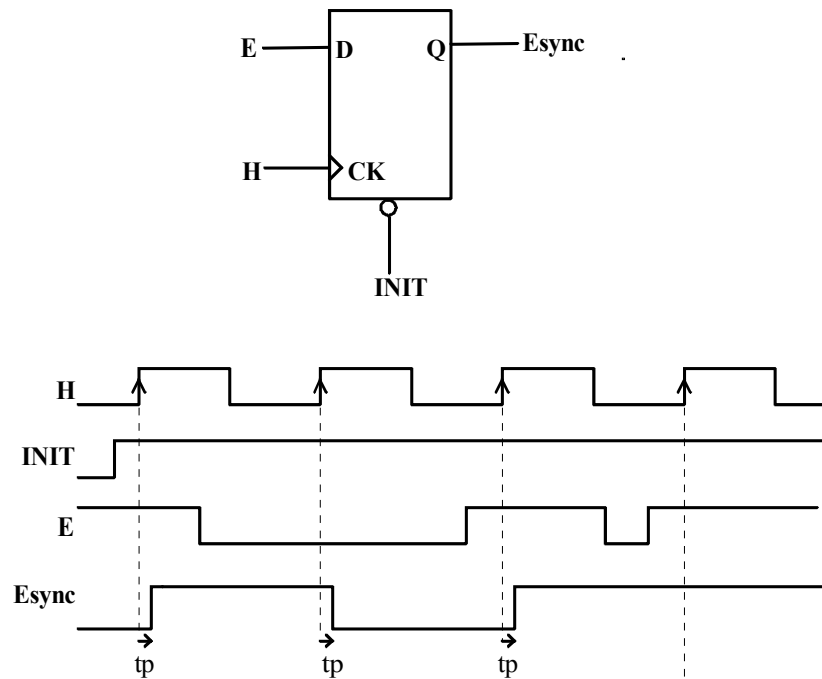 E D Q Esync
H CK
INIT
H
INIT
E
Esync
tp tp tp